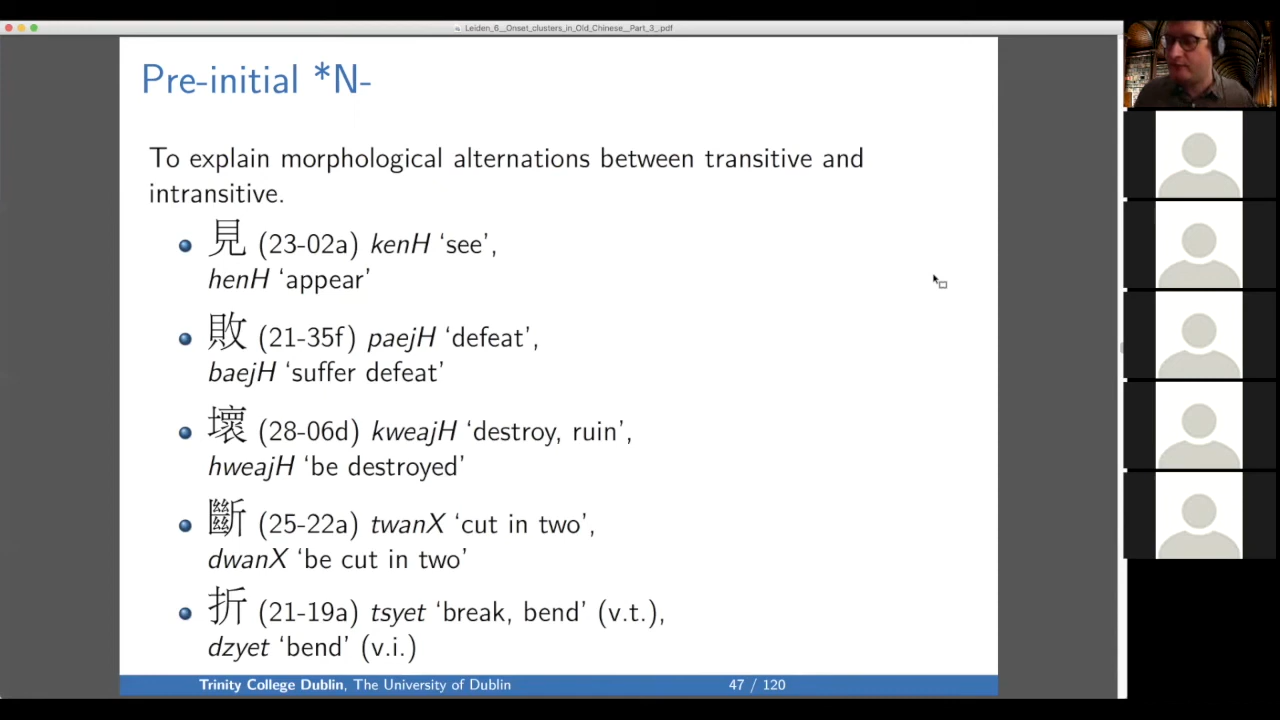 Leiden_6__Onset_clusters_in_Old_Chinese__Part_3_.pdf
Pre-initial *N-
To explain morphological alternations between transitive and
intransitive.
見 (23-02a) kenH ‘see’,
henH ‘appear’
敗 (21-35f) paejH ‘defeat’,
baejH ‘suffer defeat’
壞 (28-06d) kweajH ‘destroy, ruin’,
hweajH ‘be destroyed’
斷 (25-22a) twanX ‘cut in two’,
dwanX ‘be cut in two’
折 (21-19a) tsyet ‘break, bend’ (v.t.),
dzyet ‘bend’ (v.i.)
Trinity College Dublin, The University of Dublin 47 / 120